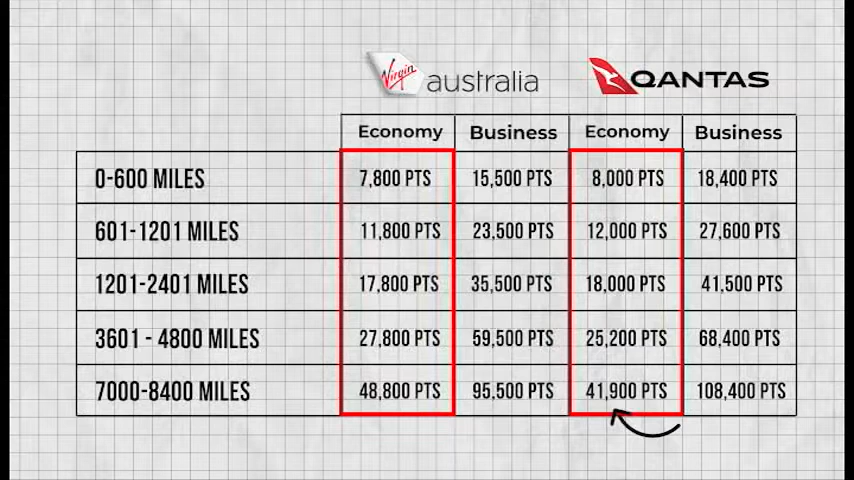 Virgin australia QANTAS
Economy Business Economy Business
0-600 MILES 7,800 PTS 15,500 PTS 8,000 PTS 18,400 PTS
601-1201 MILES 11,800 PTS 23,500 PTS 12,000 PTS 27,600 PTS
1201-2401 MILES 17,800 PTS 35,500 PTS 18,000 PTS 41,500 PTS
3601 - 4800 MILES 27,800 PTS 59,500 PTS 25,200 PTS 68,400 PTS
7000-8400 MILES 48,800 PTS 95,500 PTS 41,900 PTS 108,400 PTS